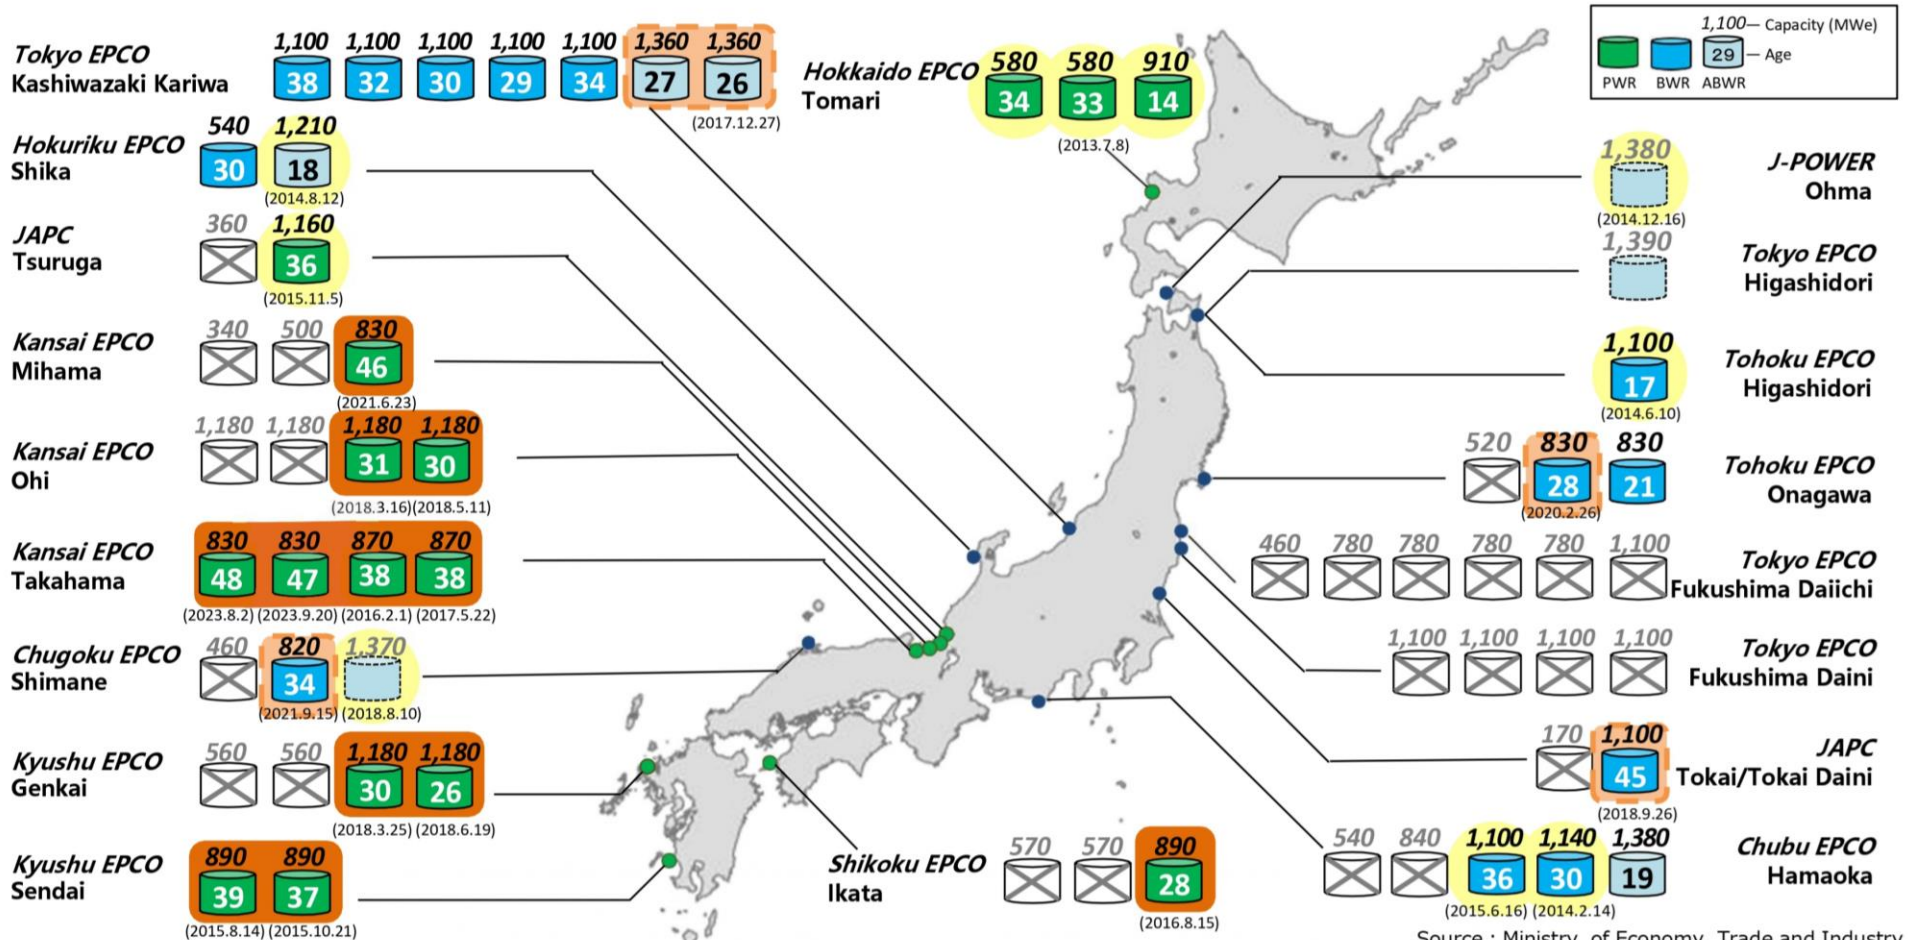 Tokyo EPCO
Kashiwazaki Kariwa
1,100 1,100 1,100 1,100 1,100 1,360 1,360
38 32 30 29 34 27 26
(2017.12.27)
Hokkaido EPCO
Tomari
580 580 910
34 33 14
(2013.7.8)
1,100 — Capacity (MWe)
29 — Age
PWR BWR ABWR
Hokuriku EPCO
Shika
540 1,210
30 18
(2014.8.12)
1,380
J-POWER
Ohma
(2014.12.16)
JAPC
Tsuruga
360 1,160
36
(2015.11.5)
1,390
Tokyo EPCO
Higashidori
Kansai EPCO
Mihama
340 500 830
46
(2021.6.23)
1,100
17
Tohoku EPCO
Higashidori
(2014.6.10)
Kansai EPCO
Ohi
1,180 1,180 1,180 1,180
31 30
(2018.3.16) (2018.5.11)
520 830 830
28 21
Tohoku EPCO
Onagawa
(2020.2.26)
Kansai EPCO
Takahama
830 830 870 870
48 47 38 38
(2023.8.2) (2023.9.20) (2016.2.1) (2017.5.22)
460 780 780 780 780 1,100
Tokyo EPCO
Fukushima Daiichi
Chugoku EPCO
Shimane
460 820 1,370
34
(2021.9.15) (2018.8.10)
1,100 1,100 1,100 1,100
Tokyo EPCO
Fukushima Daini
Kyushu EPCO
Genkai
560 560 1,180 1,180
30 26
(2018.3.25) (2018.6.19)
170 1,100
45
JAPC
Tokai/Tokai Daini
(2018.9.26)
Kyushu EPCO
Sendai
890 890
39 37
(2015.8.14) (2015.10.21)
Shikoku EPCO
Ikata
570 570 890
28
(2016.8.15)
540 840 1,100 1,140 1,380
36 30 19
Chubu EPCO
Hamaoka
(2015.6.16) (2014.2.14)
Source : Ministry of Economy, Trade and Industry